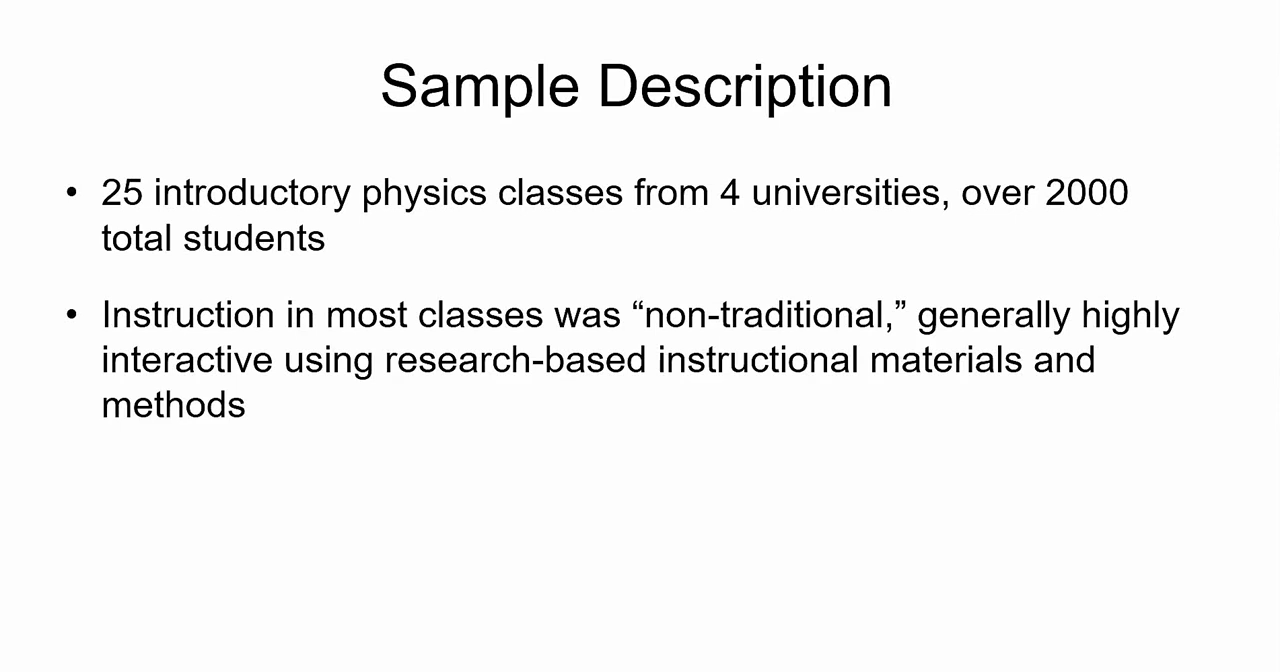 Sample Description
• 25 introductory physics classes from 4 universities, over 2000
total students
• Instruction in most classes was “non-traditional,” generally highly
interactive using research-based instructional materials and
methods